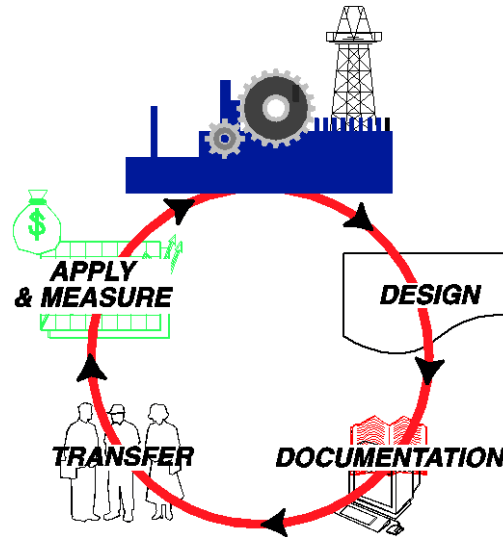 $
APPLY
& MEASURE
DESIGN
TRANSFER
DOCUMENTATION